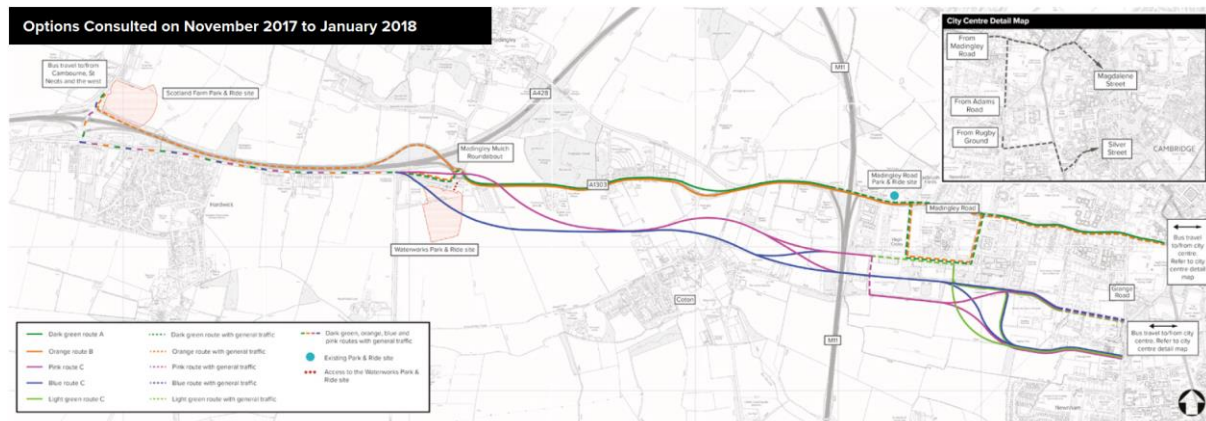 Options Consulted on November 2017 to January 2018
City Centre Detail Map
From
Madingley
Road
Magdalene
Street
From Adams
Road
From Rugby
Ground
Silver
Street
CAMBRIDGE
Bus travel to/from
Cambourne, St
Neots and the west
Scotland Farm Park & Ride site
A428
M11
Madingley Mulch
Roundabout
A1303
Madingley Road
Park & Ride site
Madingley Road
Hardwick
Waterworks Park & Ride site
Coton
M11
Grange
Road
Bus
travel
to/from city
centre.
Refer to city
centre detail
map
Bus travel to/from city
centre. Refer to city
centre detail map
Newnham
Dark green route A
Orange route B
Pink route C
Blue route C
Light green route C
Dark green route with general traffic
Orange route with general traffic
Pink route with general traffic
Blue route with general traffic
Light green route with general traffic
Dark green, orange, blue and
pink routes with general traffic
Existing Park & Ride site
Access to the Waterworks Park &
Ride site